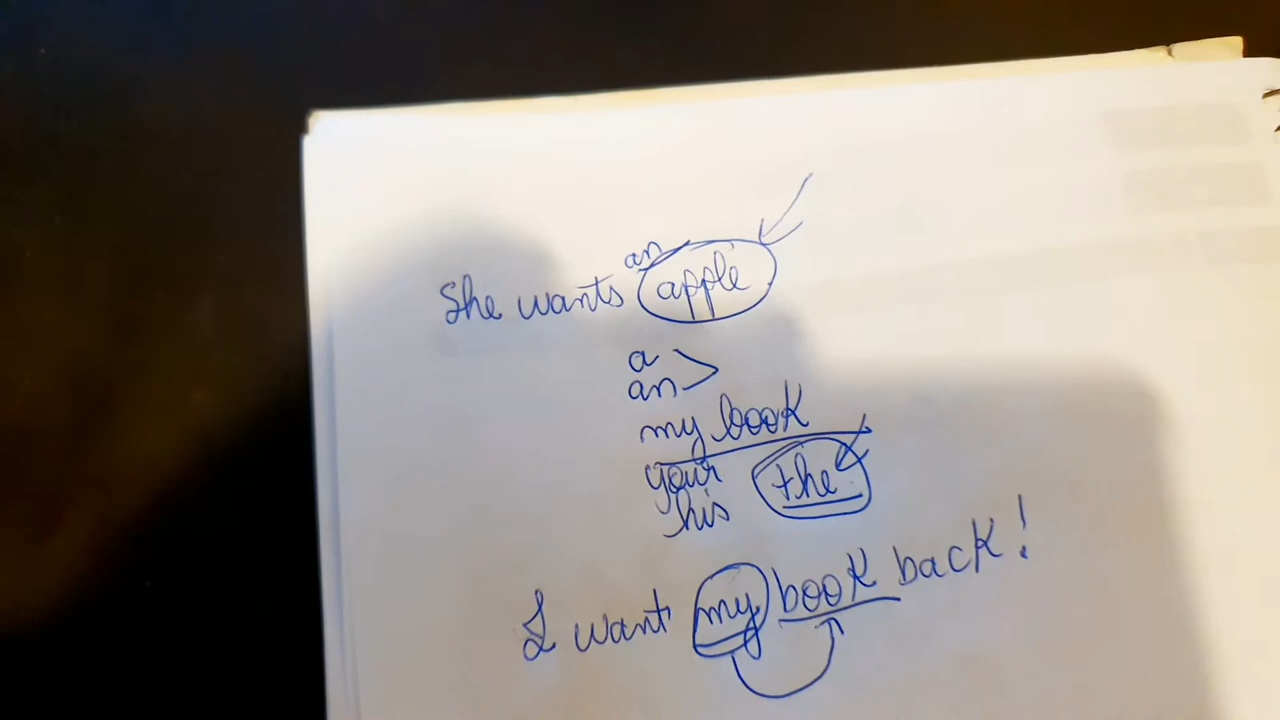 She wants an apple
a
an
my book
your
his the
I want my book back!